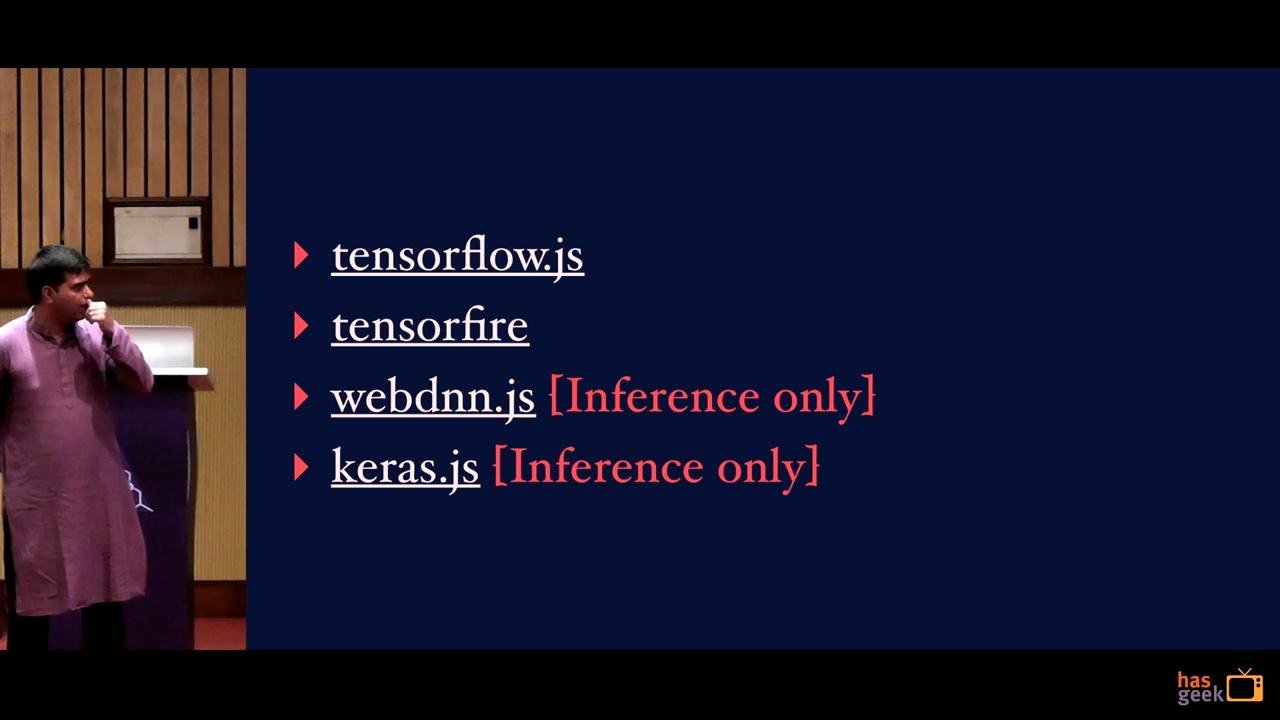 tensorflow.js
tensorfire
webdnn.js [Inference only]
keras.js [Inference only]
has
geek